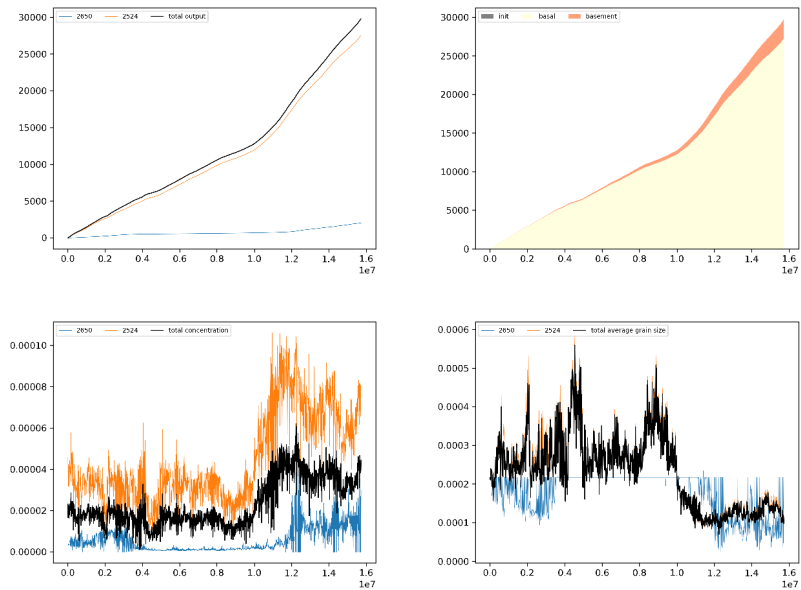 2650 2524 total output
30000
25000
20000
15000
10000
5000
0
0.0 0.2 0.4 0.6 0.8 1.0 1.2 1.4 1.6
1e7
init basal basement
30000
25000
20000
15000
10000
5000
0
0.0 0.2 0.4 0.6 0.8 1.0 1.2 1.4 1.6
1e7
2650 2524 total concentration
0.00010
0.00008
0.00006
0.00004
0.00002
0.00000
0.0 0.2 0.4 0.6 0.8 1.0 1.2 1.4 1.6
1e7
2650 2524 total average grain size
0.0006
0.0005
0.0004
0.0003
0.0002
0.0001
0.0000
0.0 0.2 0.4 0.6 0.8 1.0 1.2 1.4 1.6
1e7